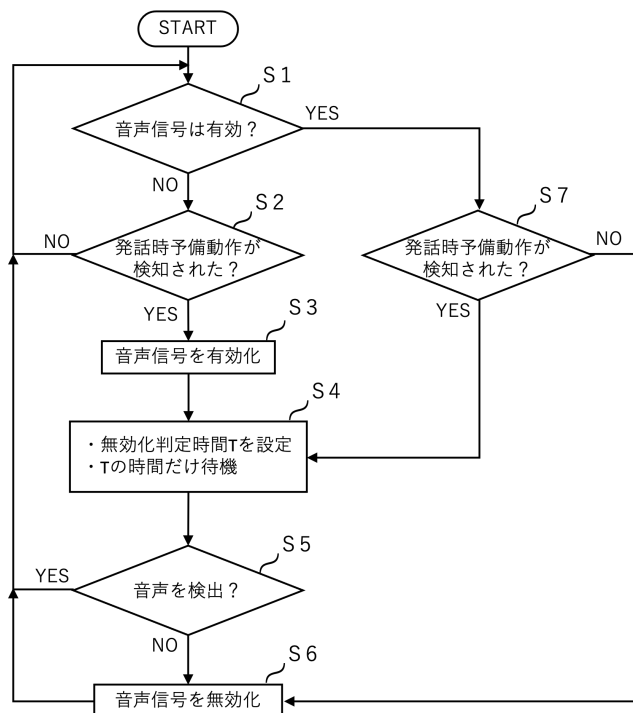 START
S1
音声信号は有効？
YES
NO
S2
S7
NO
発話時予備動作が
検知された？
発話時予備動作が
検知された？
NO
YES
YES
S3
音声信号を有効化
S4
・無効化判定時間Tを設定
・Tの時間だけ待機
S5
YES
音声を検出？
NO
S6
音声信号を無効化